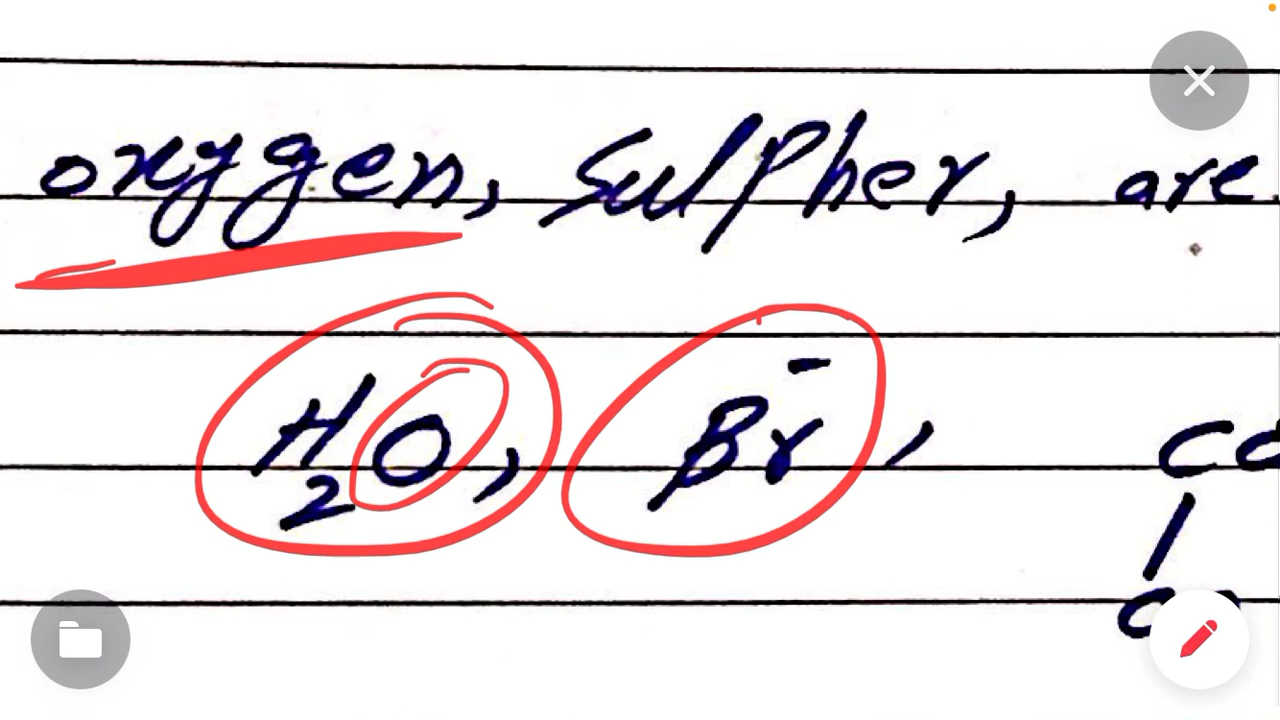 oxygen, Sulpher, are
H₂O, Br⁻,